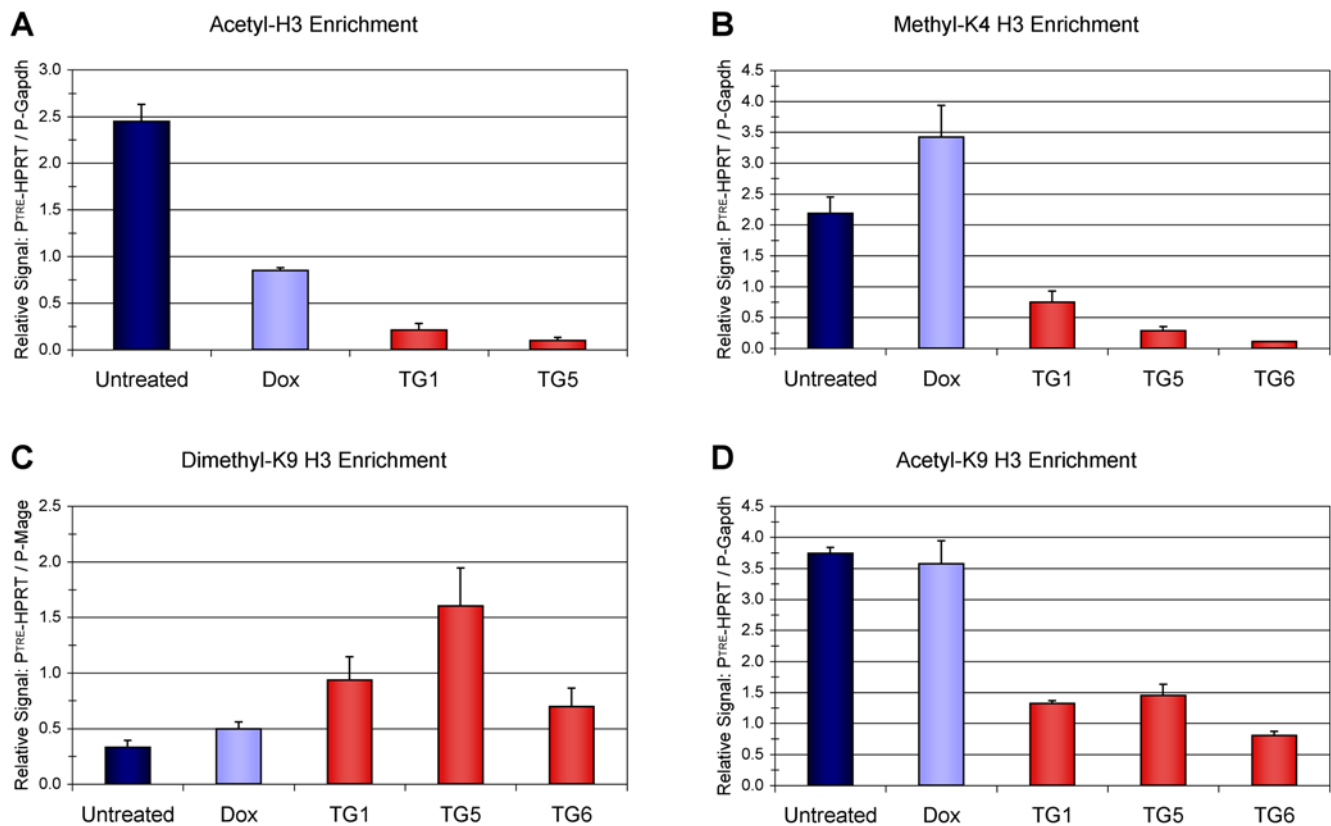 A
Acetyl-H3 Enrichment
Relative Signal: PTRE-HPRT / P-Gapdh
3.0
2.5
2.0
1.5
1.0
0.5
0.0
Untreated Dox TG1 TG5
B
Methyl-K4 H3 Enrichment
Relative Signal: PTRE-HPRT / P-Gapdh
4.5
4.0
3.5
3.0
2.5
2.0
1.5
1.0
0.5
0.0
Untreated Dox TG1 TG5 TG6
C
Dimethyl-K9 H3 Enrichment
Relative Signal: PTRE-HPRT / P-Mage
2.5
2.0
1.5
1.0
0.5
0.0
Untreated Dox TG1 TG5 TG6
D
Acetyl-K9 H3 Enrichment
Relative Signal: PTRE-HPRT / P-Gapdh
4.5
4.0
3.5
3.0
2.5
2.0
1.5
1.0
0.5
0.0
Untreated Dox TG1 TG5 TG6